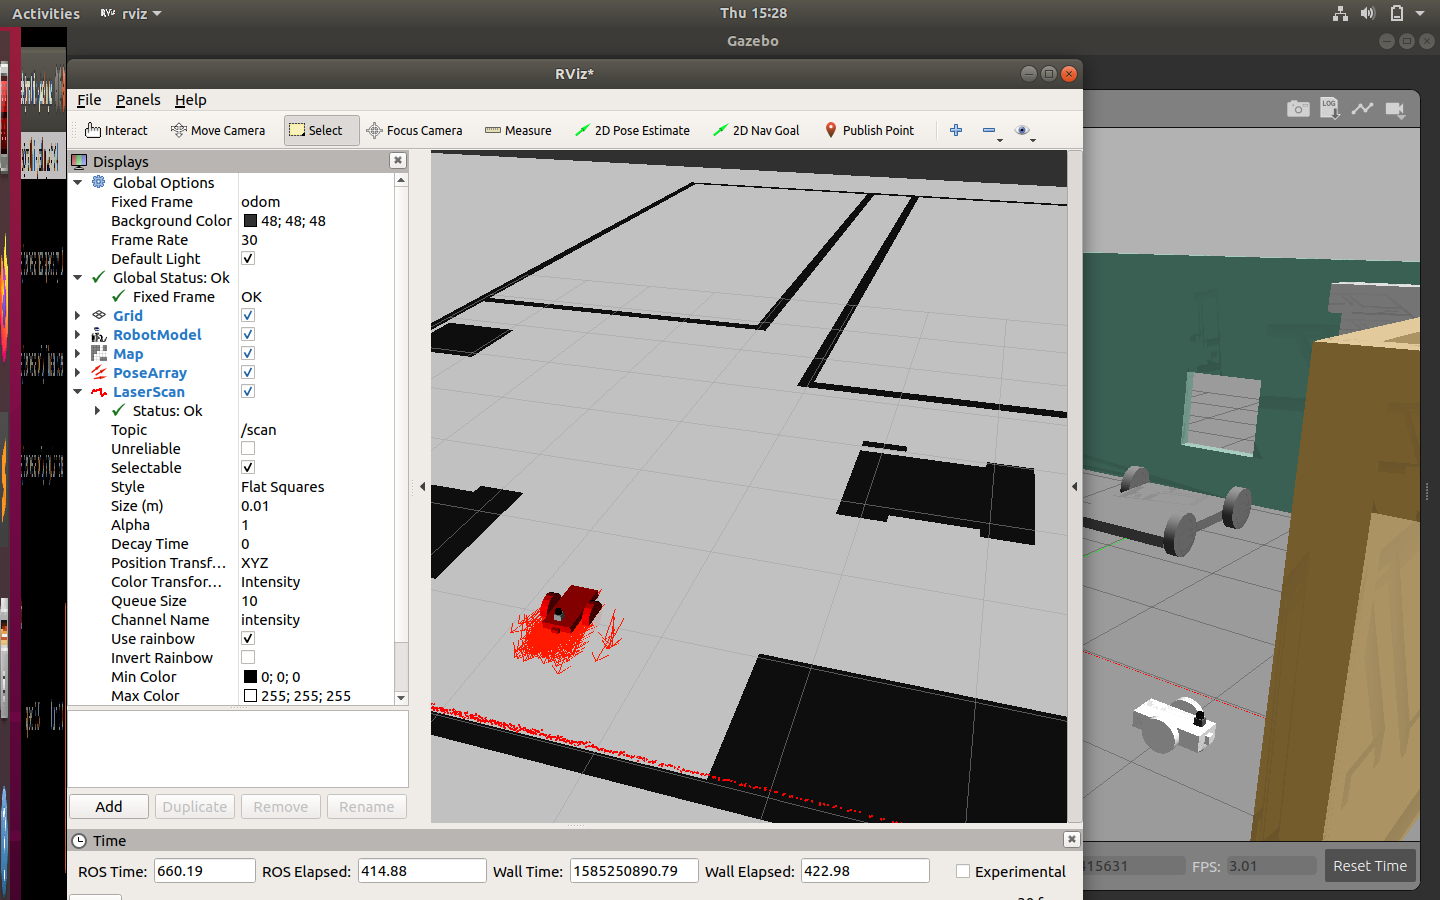 Activities
rviz
Thu 15:28
Gazebo
RViz*
File Panels Help
Interact Move Camera Select Focus Camera Measure 2D Pose Estimate 2D Nav Goal Publish Point
LOG
Displays
Global Options
Fixed Frame odom
Background Color 48; 48; 48
Frame Rate 30
Default Light
Global Status: Ok
Fixed Frame OK
Grid
RobotModel
Map
PoseArray
LaserScan
Status: Ok
Topic /scan
Unreliable
Selectable
Style Flat Squares
Size (m) 0.01
Alpha 1
Decay Time 0
Position Transf... XYZ
Color Transfor... Intensity
Queue Size 10
Channel Name intensity
Use rainbow
Invert Rainbow
Min Color 0; 0; 0
Max Color 255; 255; 255
Add Duplicate Remove Rename
Time
ROS Time: 660.19 ROS Elapsed: 414.88 Wall Time: 1585250890.79 Wall Elapsed: 422.98 Experimental
FPS: 3.01 Reset Time